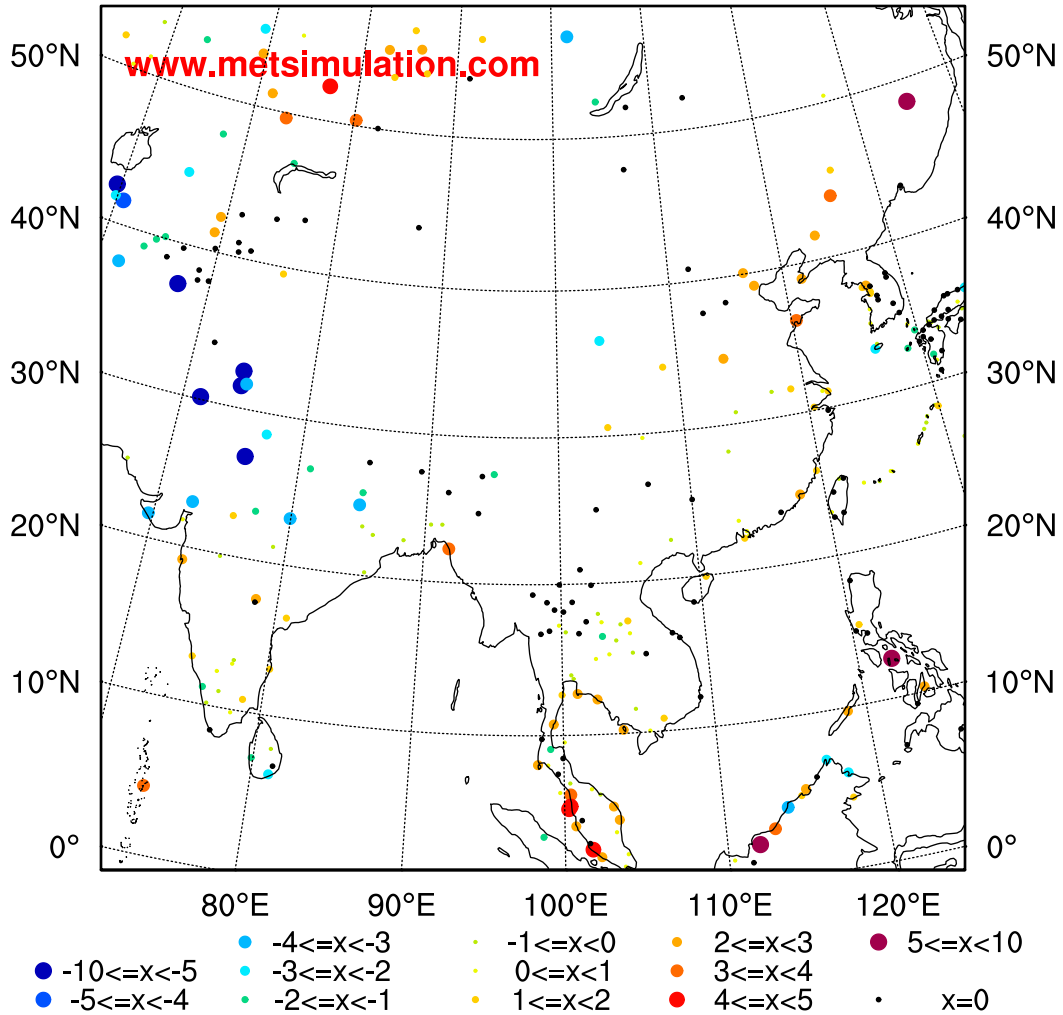 50°N 50°N
www.metsimulation.com
40°N 40°N
30°N 30°N
20°N 20°N
10°N 10°N
0° 0°
80°E 90°E 100°E 110°E 120°E
-4<=x<-3 -1<=x<0 2<=x<3 5<=x<10
-10<=x<-5 -3<=x<-2 0<=x<1 3<=x<4
-5<=x<-4 -2<=x<-1 1<=x<2 4<=x<5 x=0